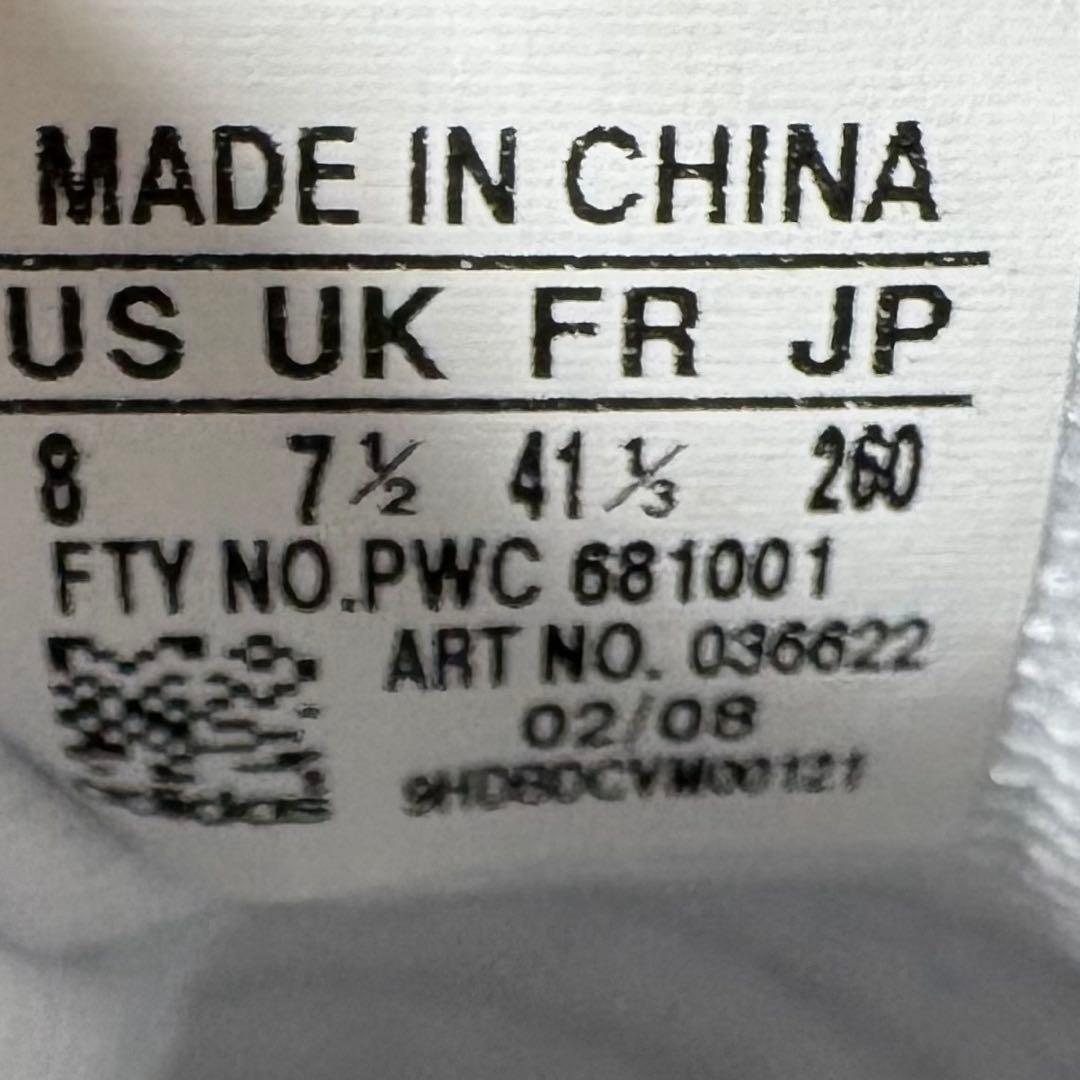 MADE IN CHINA
US UK FR JP
8 7½ 41⅓ 260
FTY NO.PWC 681001
ART NO. 036622
02/08
adidas